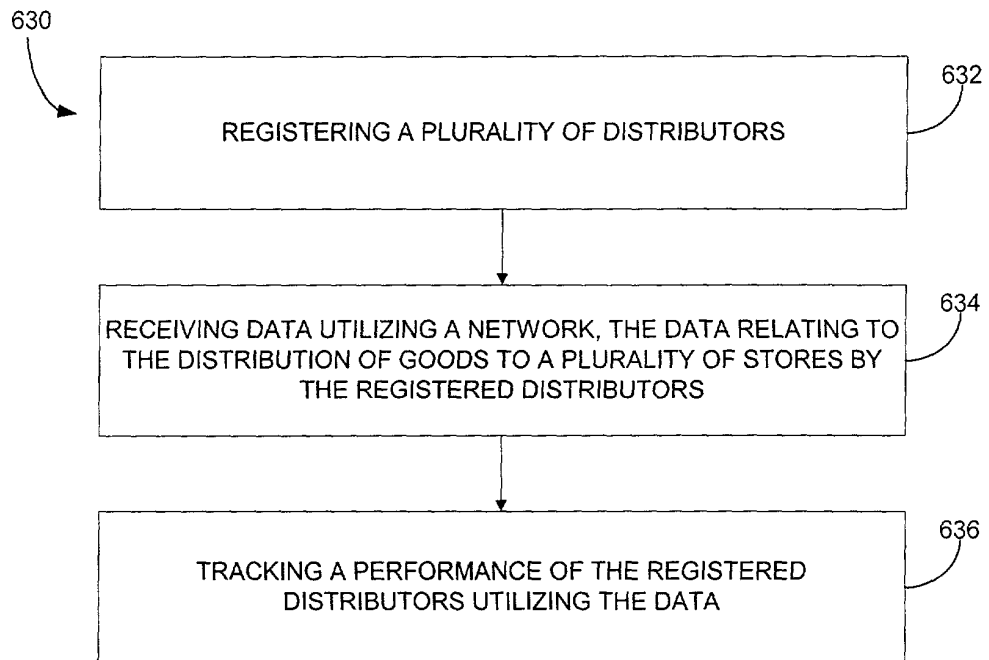 630
632
REGISTERING A PLURALITY OF DISTRIBUTORS
634
RECEIVING DATA UTILIZING A NETWORK, THE DATA RELATING TO
THE DISTRIBUTION OF GOODS TO A PLURALITY OF STORES BY
THE REGISTERED DISTRIBUTORS
636
TRACKING A PERFORMANCE OF THE REGISTERED
DISTRIBUTORS UTILIZING THE DATA